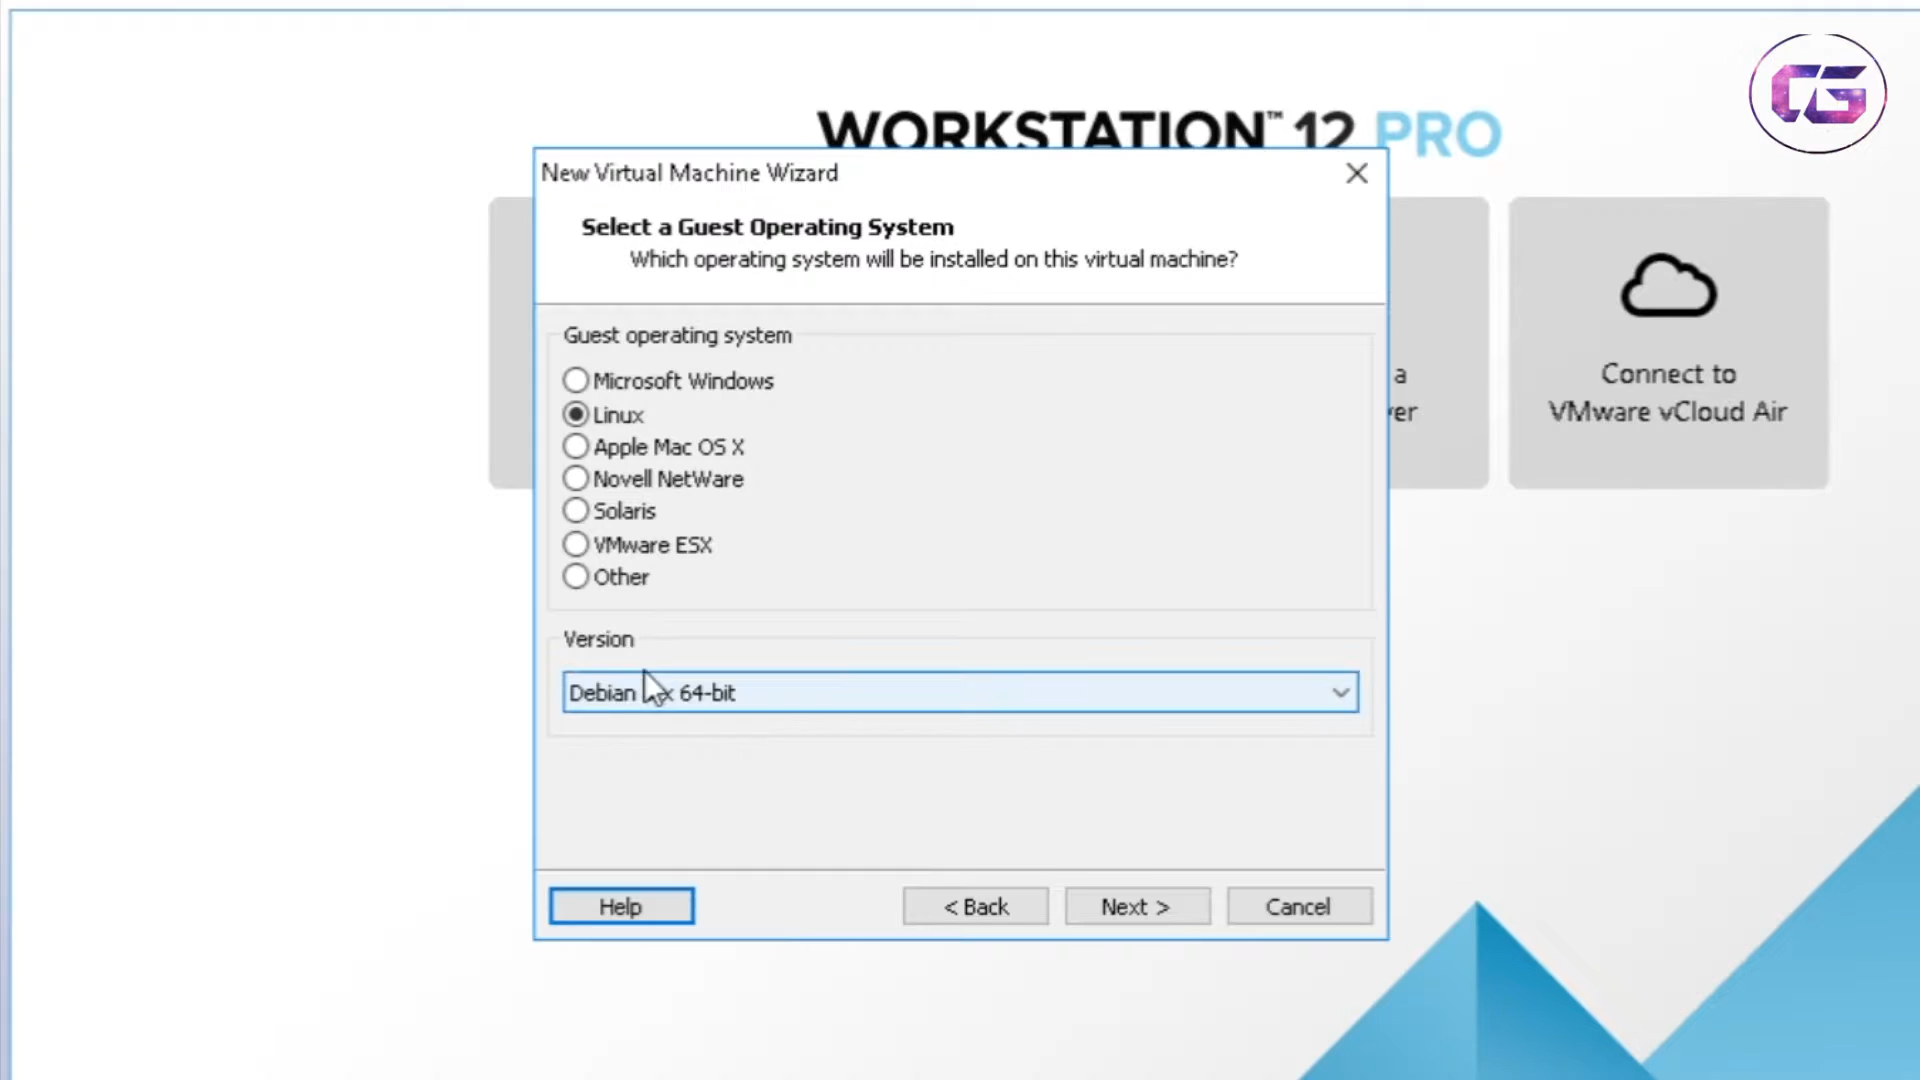 WORKSTATION™ 12 PRO
CG
New Virtual Machine Wizard
Select a Guest Operating System
Which operating system will be installed on this virtual machine?
Guest operating system
Microsoft Windows
Linux
Apple Mac OS X
Novell NetWare
Solaris
VMware ESX
Other
Version
Debian 64-bit
Help
< Back
Next >
Cancel
a
Connect to
VMware vCloud Air